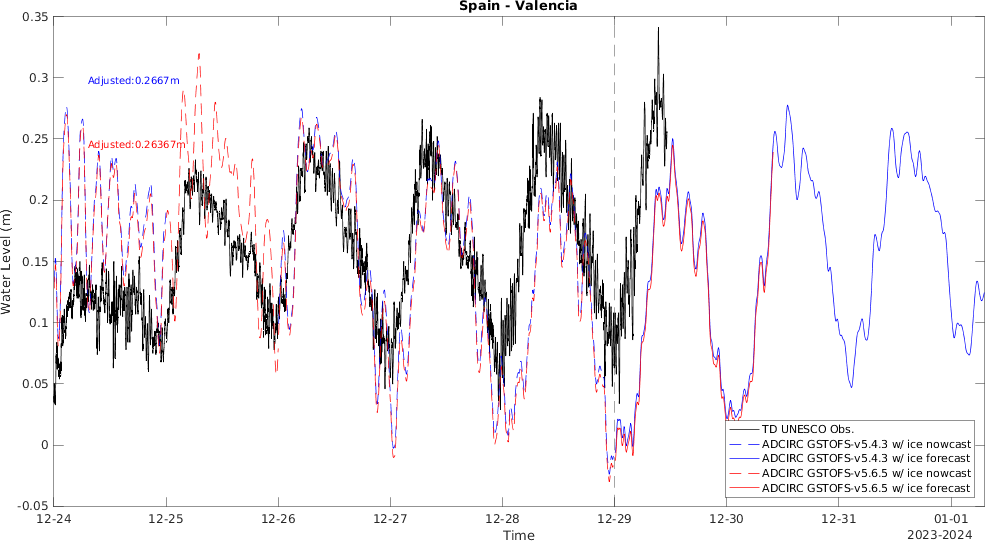 Spain - Valencia
0.35
0.3
0.25
0.2
0.15
0.1
0.05
0
-0.05
Water Level (m)
Adjusted:0.2667m
Adjusted:0.26367m
TD UNESCO Obs.
ADCIRC GSTOFS-v5.4.3 w/ ice nowcast
ADCIRC GSTOFS-v5.4.3 w/ ice forecast
ADCIRC GSTOFS-v5.6.5 w/ ice nowcast
ADCIRC GSTOFS-v5.6.5 w/ ice forecast
12-24 12-25 12-26 12-27 12-28 12-29 12-30 12-31 01-01
Time
2023-2024